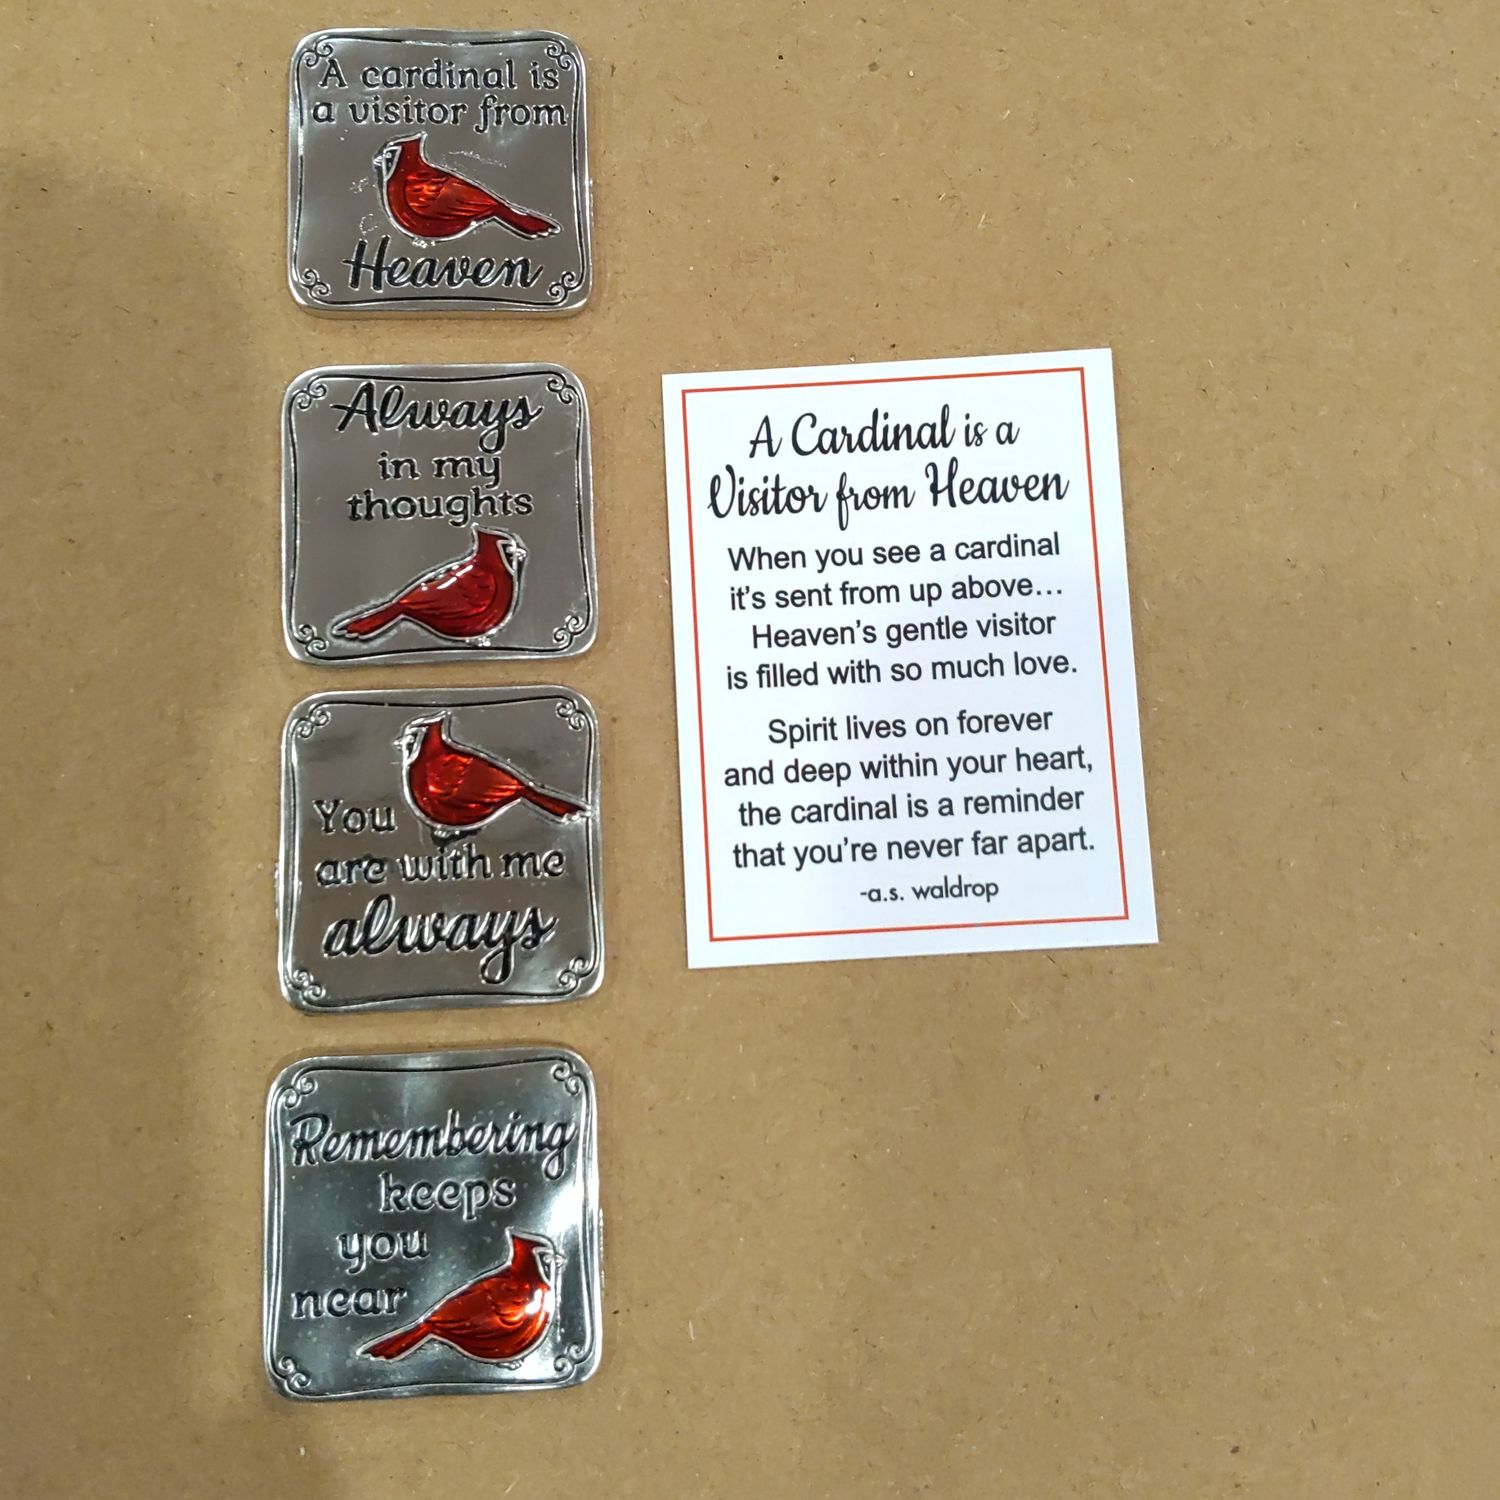 A cardinal is
a visitor from
Heaven
Always
in my
thoughts
You
are with me
always
Remembering
keeps
you
near
A Cardinal is a
Visitor from Heaven
When you see a cardinal
it's sent from up above...
Heaven's gentle visitor
is filled with so much love.
Spirit lives on forever
and deep within your heart,
the cardinal is a reminder
that you're never far apart.
-a.s. waldrop